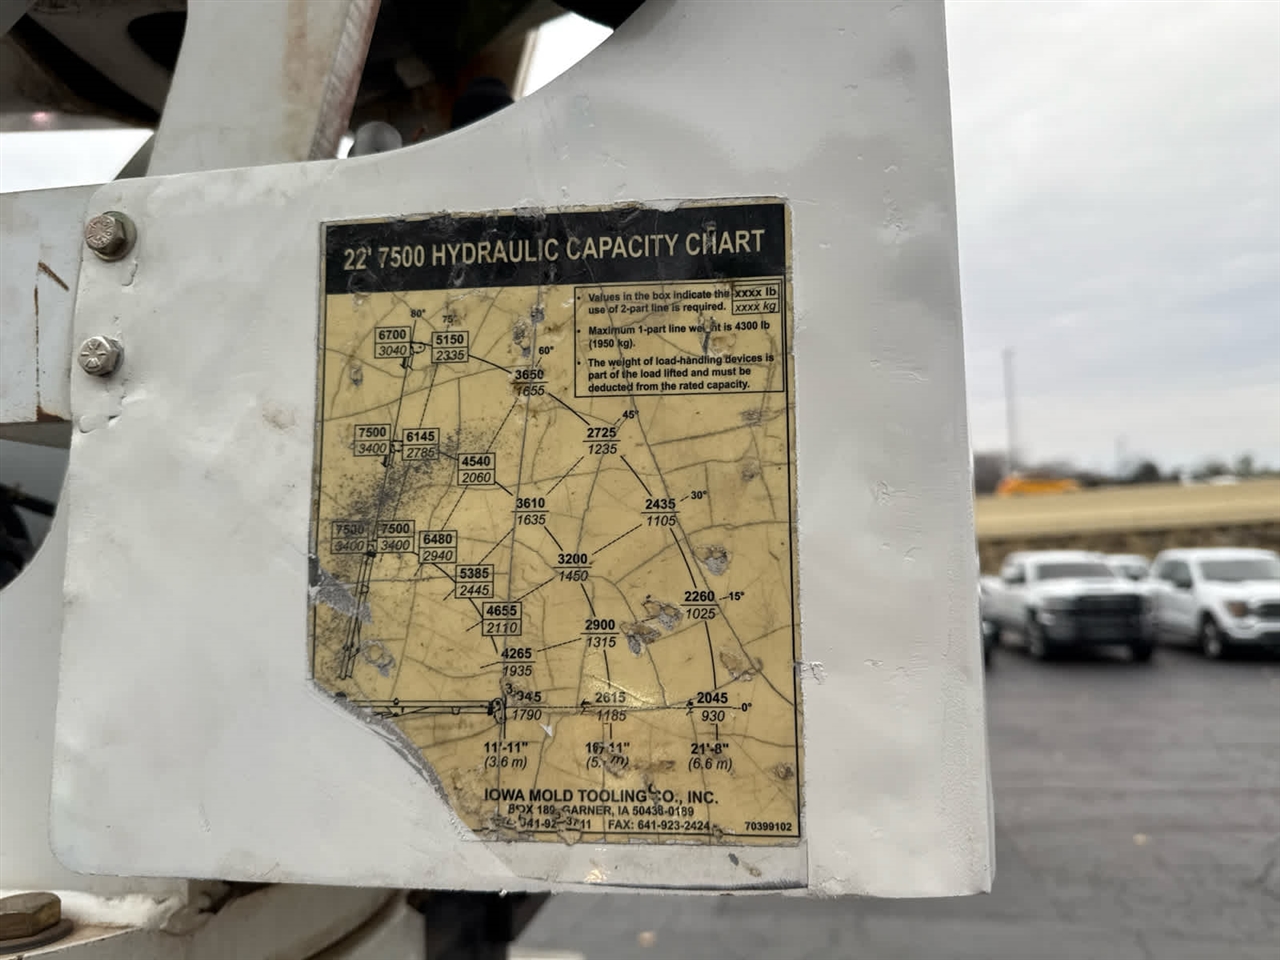 22' 7500 HYDRAULIC CAPACITY CHART
• Values in the box indicate the xxxx lb
use of 2-part line is required. xxxx kg
• Maximum 1-part line weight is 4300 lb
(1950 kg).
• The weight of load-handling devices is
part of the load lifted and must be
deducted from the rated capacity.
80° 75°
6700 5150
3040 2335
60°
3650
1655
45°
2725
1235
7500 6145
3400 2785
4540
2060
30°
3610 2435
1635 1105
7500 7500 6480
3400 3400 2940
3200
1450
5385
2445
15°
4655 2260
2110 1025
2900
1315
4265
1935
2615 2045 0°
1790 1185 930
11'-11" 21'-8"
(3.6 m) (6.6 m)
IOWA MOLD TOOLING CO., INC.
BOX 189, GARNER, IA 50438-0189
FAX: 641-923-2424 70399102